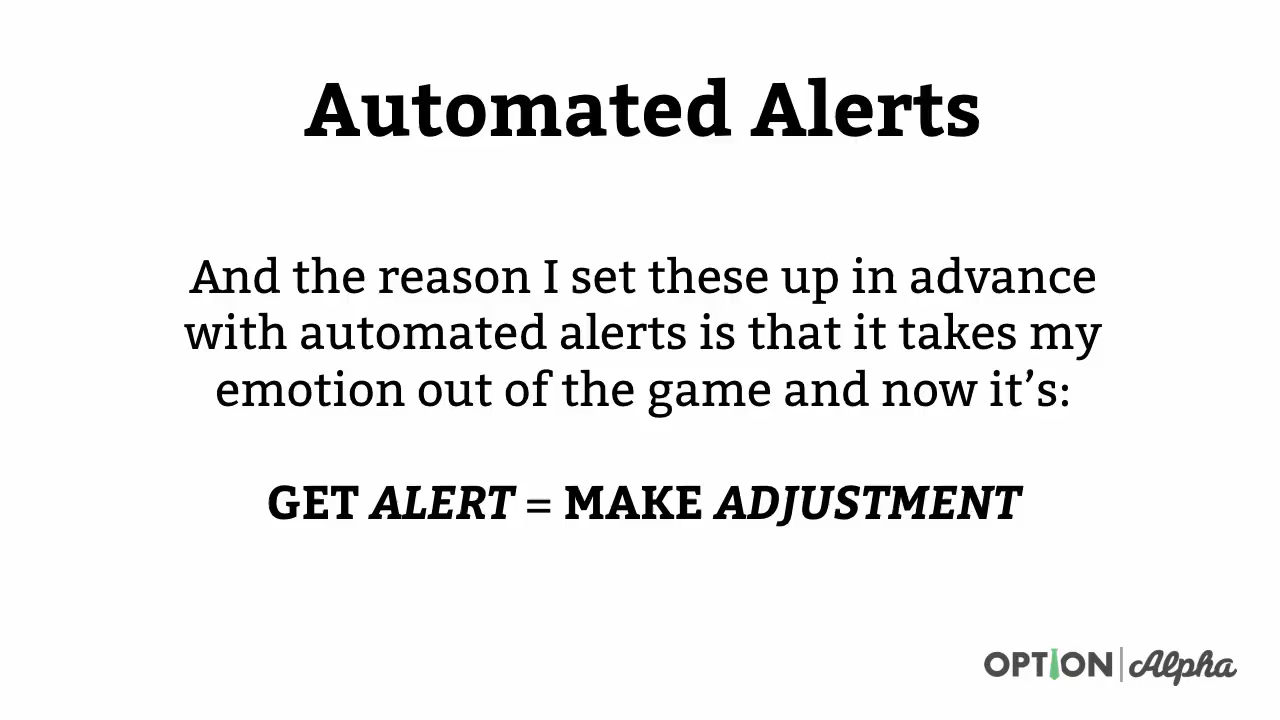 Automated Alerts
And the reason I set these up in advance
with automated alerts is that it takes my
emotion out of the game and now it’s:
GET ALERT = MAKE ADJUSTMENT
OPTION | Alpha